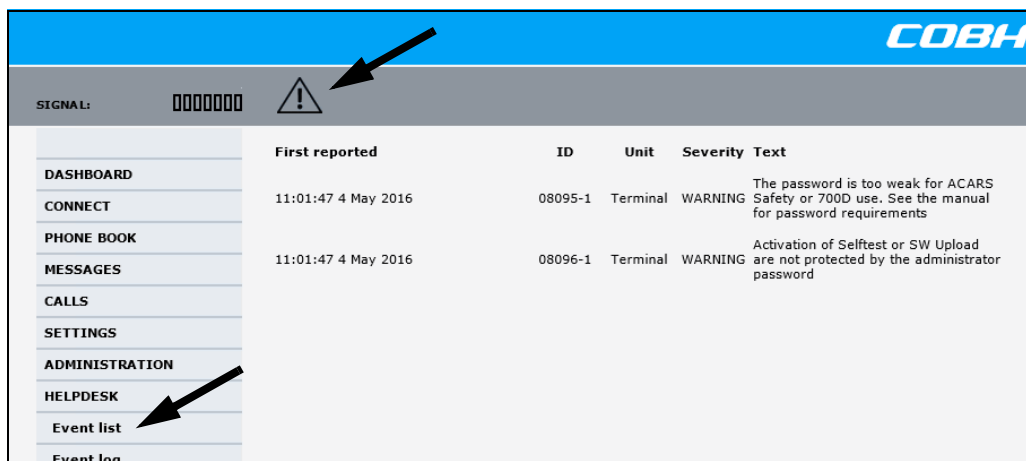 COBH
SIGNAL:
First reported ID Unit Severity Text
DASHBOARD
CONNECT
PHONE BOOK
MESSAGES
CALLS
SETTINGS
ADMINISTRATION
HELPDESK
Event list
Event log
11:01:47 4 May 2016 08095-1 Terminal WARNING The password is too weak for ACARS
Safety or 700D use. See the manual
for password requirements
11:01:47 4 May 2016 08096-1 Terminal WARNING Activation of Selftest or SW Upload
are not protected by the administrator
password